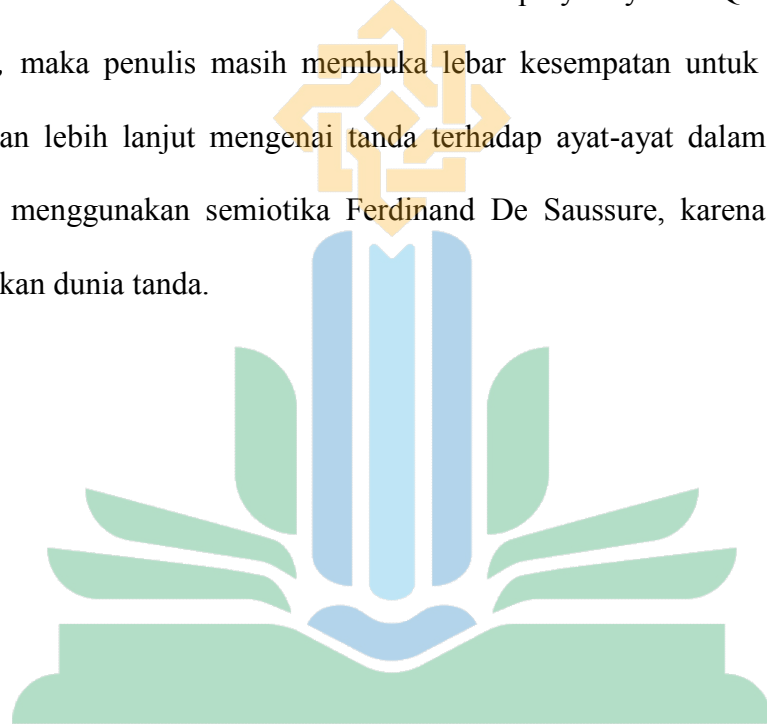 , maka penulis masih membuka lebar kesempatan untuk
an lebih lanjut mengenai tanda terhadap ayat-ayat dalam
menggunakan semiotika Ferdinand De Saussure, karena
kan dunia tanda.